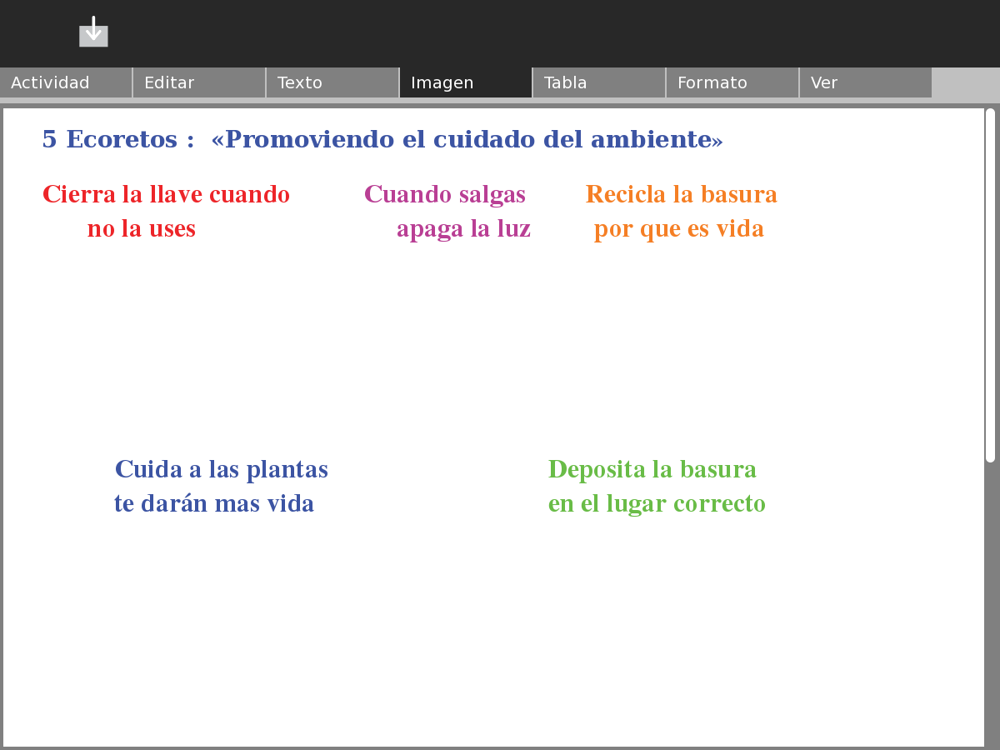 Actividad Editar Texto Imagen Tabla Formato Ver
5 Ecoretos : «Promoviendo el cuidado del ambiente»
Cierra la llave cuando
no la uses
Cuando salgas
apaga la luz
Recicla la basura
por que es vida
Cuida a las plantas
te darán mas vida
Deposita la basura
en el lugar correcto